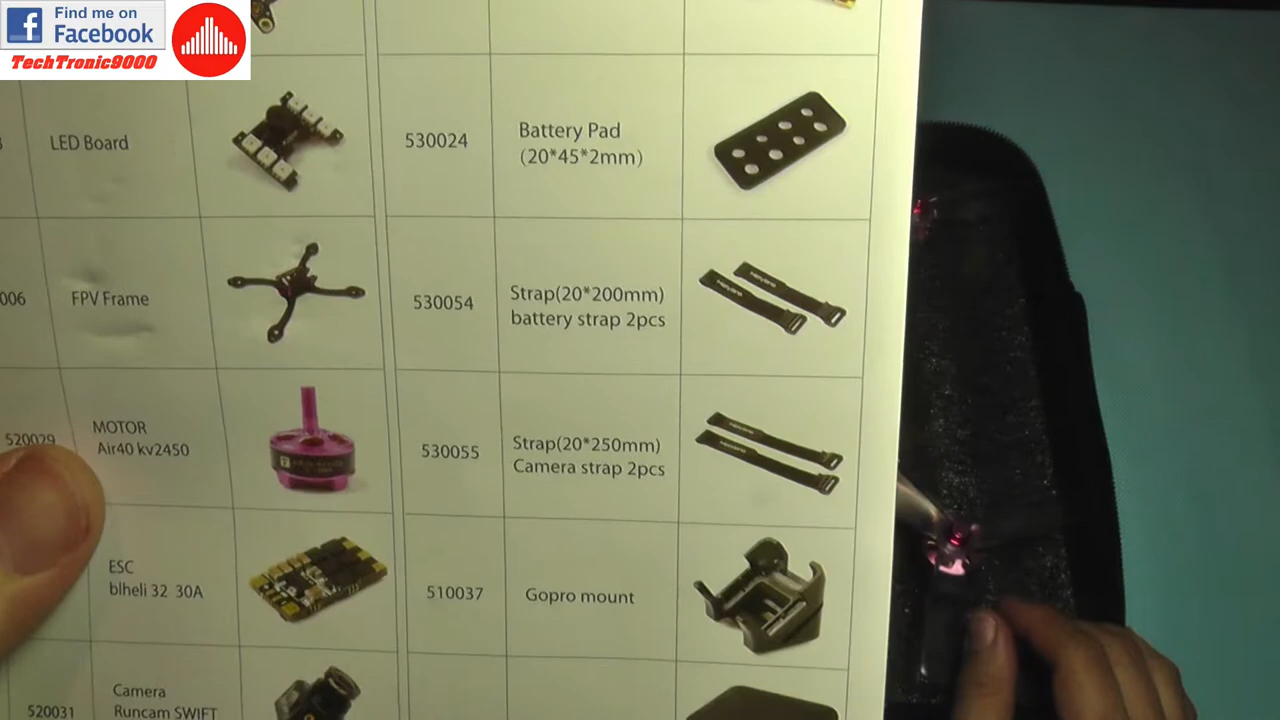 Find me on
Facebook
TechTronic9000
LED Board
006
FPV Frame
520029
MOTOR
Air40 kv2450
ESC
blheli 32 30A
520031
Camera
Runcam SWIFT
530024
Battery Pad
(20*45*2mm)
530054
Strap(20*200mm)
battery strap 2pcs
530055
Strap(20*250mm)
Camera strap 2pcs
510037
Gopro mount